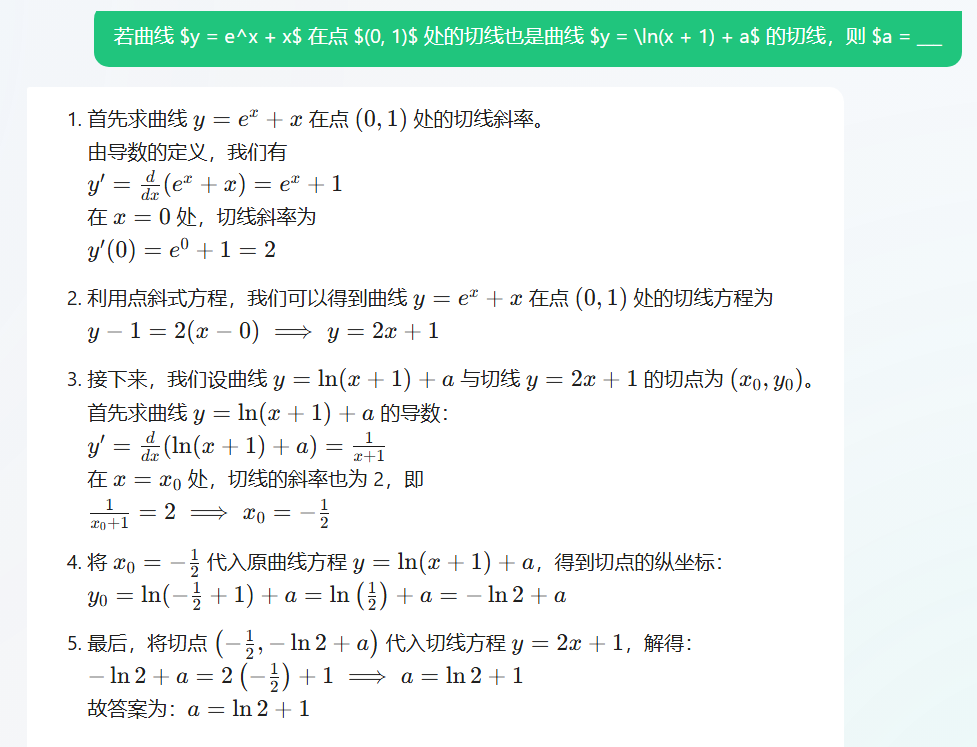 若曲线 $y = e^x + x$ 在点 $(0, 1)$ 处的切线也是曲线 $y = \ln(x + 1) + a$ 的切线，则 $a = ___
1. 首先求曲线 $y = e^x + x$ 在点 $(0, 1)$ 处的切线斜率。
由导数的定义，我们有
$y' = \frac{d}{dx}(e^x + x) = e^x + 1$
在 $x = 0$ 处，切线斜率为
$y'(0) = e^0 + 1 = 2$
2. 利用点斜式方程，我们可以得到曲线 $y = e^x + x$ 在点 $(0, 1)$ 处的切线方程为
$y - 1 = 2(x - 0) \implies y = 2x + 1$
3. 接下来，我们设曲线 $y = \ln(x + 1) + a$ 与切线 $y = 2x + 1$ 的切点为 $(x_0, y_0)$。
首先求曲线 $y = \ln(x + 1) + a$ 的导数：
$y' = \frac{d}{dx}(\ln(x + 1) + a) = \frac{1}{x+1}$
在 $x = x_0$ 处，切线的斜率也为 2，即
$\frac{1}{x_0+1} = 2 \implies x_0 = -\frac{1}{2}$
4. 将 $x_0 = -\frac{1}{2}$ 代入原曲线方程 $y = \ln(x + 1) + a$，得到切点的纵坐标：
$y_0 = \ln(-\frac{1}{2} + 1) + a = \ln\left(\frac{1}{2}\right) + a = -\ln 2 + a$
5. 最后，将切点 $\left(-\frac{1}{2}, -\ln 2 + a\right)$ 代入切线方程 $y = 2x + 1$，解得：
$-\ln 2 + a = 2\left(-\frac{1}{2}\right) + 1 \implies a = \ln 2 + 1$
故答案为：$a = \ln 2 + 1$